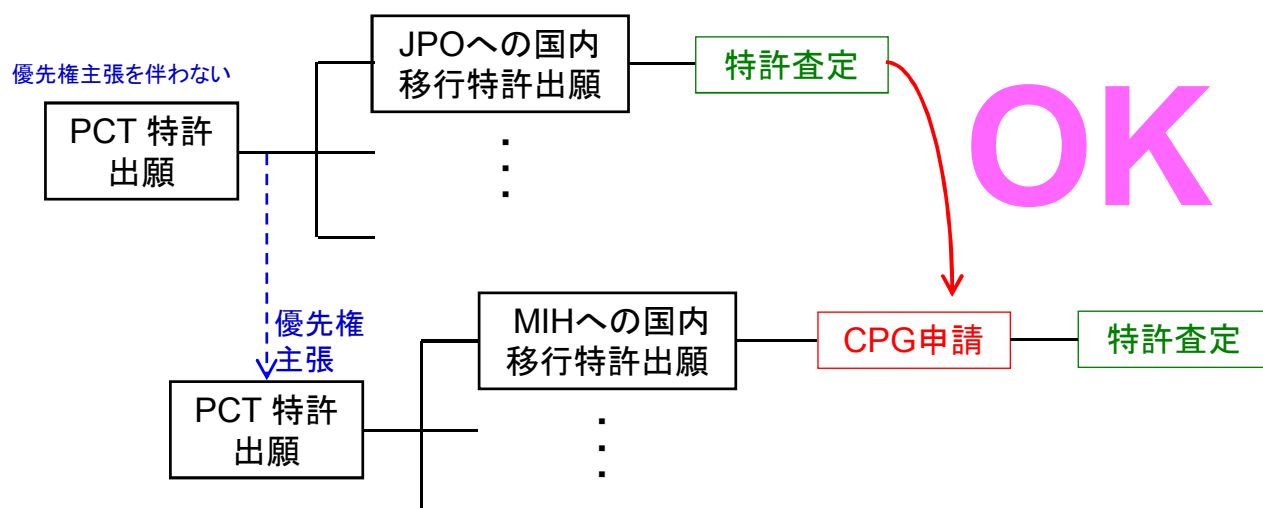 優先権主張を伴わない
PCT 特許
出願
JPOへの国内
移行特許出願
特許査定
OK
優先権
主張
PCT 特許
出願
MIHへの国内
移行特許出願
CPG申請
特許査定